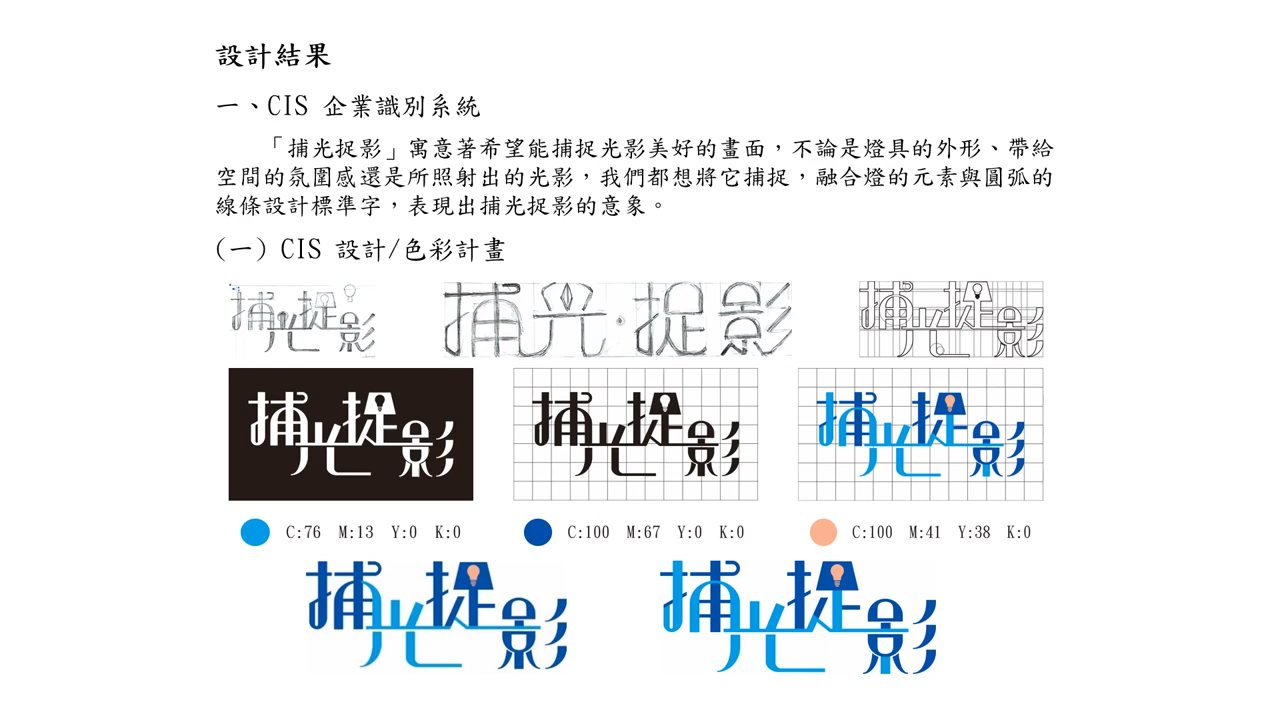 設計結果
一、CIS 企業識別系統
「捕光捉影」寓意著希望能捕捉光影美好的畫面，不論是燈具的外形、帶給
空間的氛圍感還是所照射出的光影，我們都想將它捕捉，融合燈的元素與圓弧的
線條設計標準字，表現出捕光捉影的意象。
(一) CIS 設計/色彩計畫
捕光捉影
捕光·捉影
捕光捉影
捕光捉影
捕光捉影
捕光捉影
C:76 M:13 Y:0 K:0
C:100 M:67 Y:0 K:0
C:100 M:41 Y:38 K:0
捕光捉影
捕光捉影